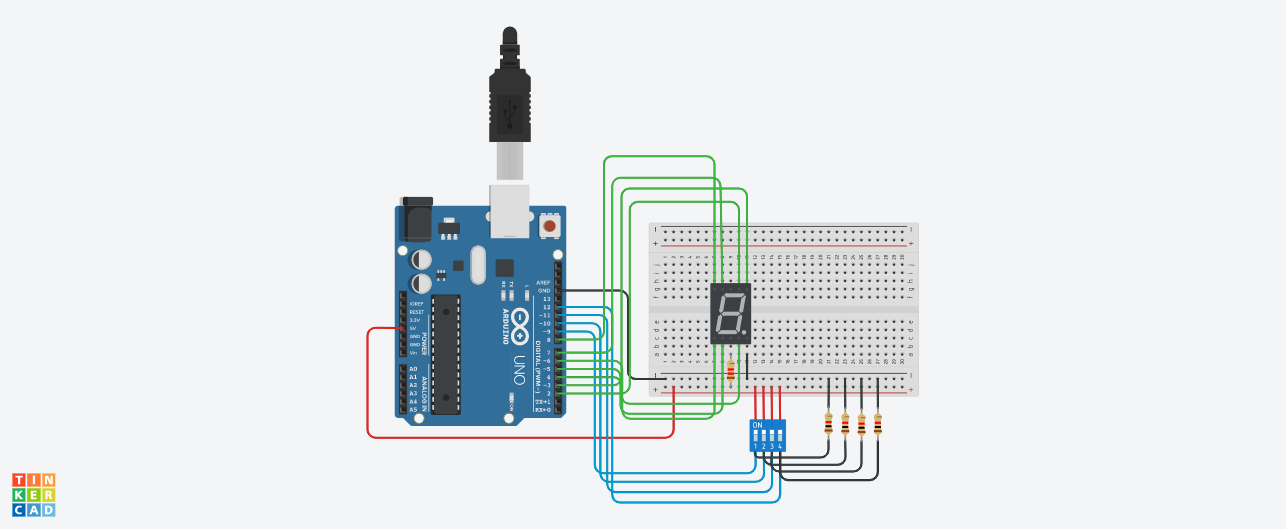 AREF
GND
13
12
~11
~10
~9
8
7
~6
~5
4
~3
2
TX→1
RX←0
DIGITAL (PWM~)
IOREF
RESET
3.3V
5V
GND
GND
Vin
POWER
A0
A1
A2
A3
A4
A5
ANALOG IN
RX
TX
L
ON
ARDUINO
UNO
ON
1 2 3 4
TIN
KER
CAD